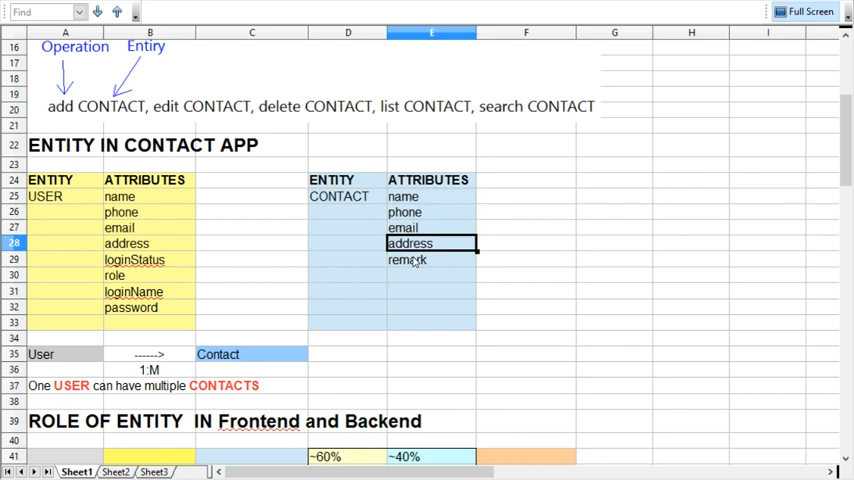 Find Full Screen
A B C D E F G H I
16 Operation Entiry
17
18
19
20 add CONTACT, edit CONTACT, delete CONTACT, list CONTACT, search CONTACT
21
22 ENTITY IN CONTACT APP
23
24 ENTITY ATTRIBUTES ENTITY ATTRIBUTES
25 USER name CONTACT name
26 phone phone
27 email email
28 address address
29 loginStatus remark
30 role
31 loginName
32 password
33
34
35 User ------> Contact
36 1:M
37 One USER can have multiple CONTACTS
38
39 ROLE OF ENTITY IN Frontend and Backend
40
41 ~60% ~40%
Sheet1 Sheet2 Sheet3